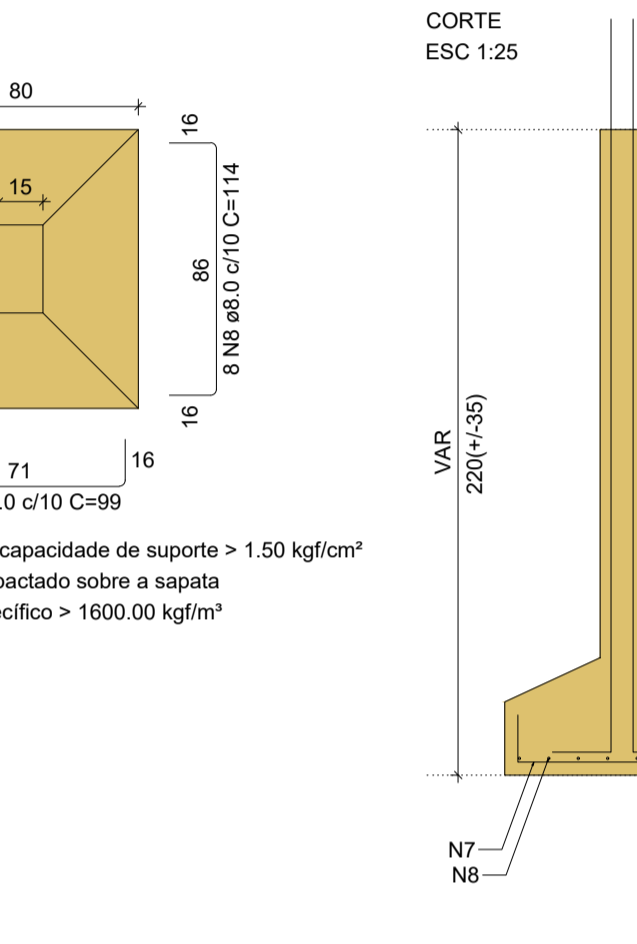 CORTE
ESC 1:25
80
15
16
86
16
8 N8 ø8.0 c/10 C=114
71
16
.0 c/10 C=99
capacidade de suporte > 1.50 kgf/cm²
pactado sobre a sapata
ecífico > 1600.00 kgf/m³
VAR
220(+/-35)
N7
N8